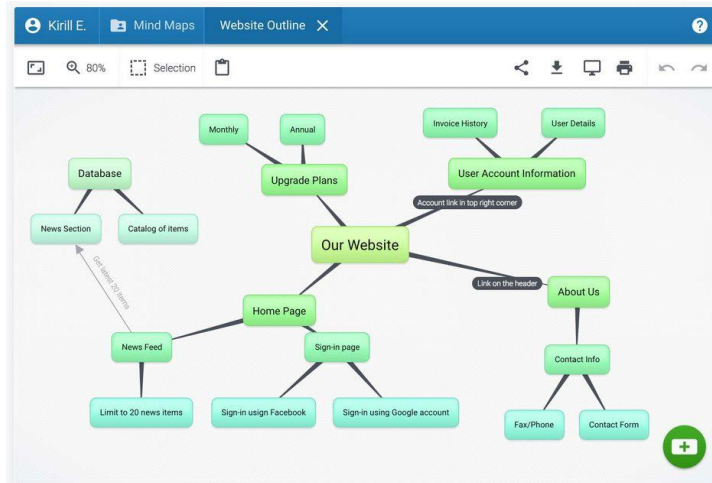 Kirill E.
Mind Maps
Website Outline
80%
Selection
Monthly
Annual
Invoice History
User Details
Database
Upgrade Plans
User Account Information
Account link in top right corner
News Section
Catalog of items
Our Website
Get latest 20 items
Link on the header
About Us
Home Page
News Feed
Sign-in page
Contact Info
Limit to 20 news items
Sign-in usign Facebook
Sign-in using Google account
Fax/Phone
Contact Form